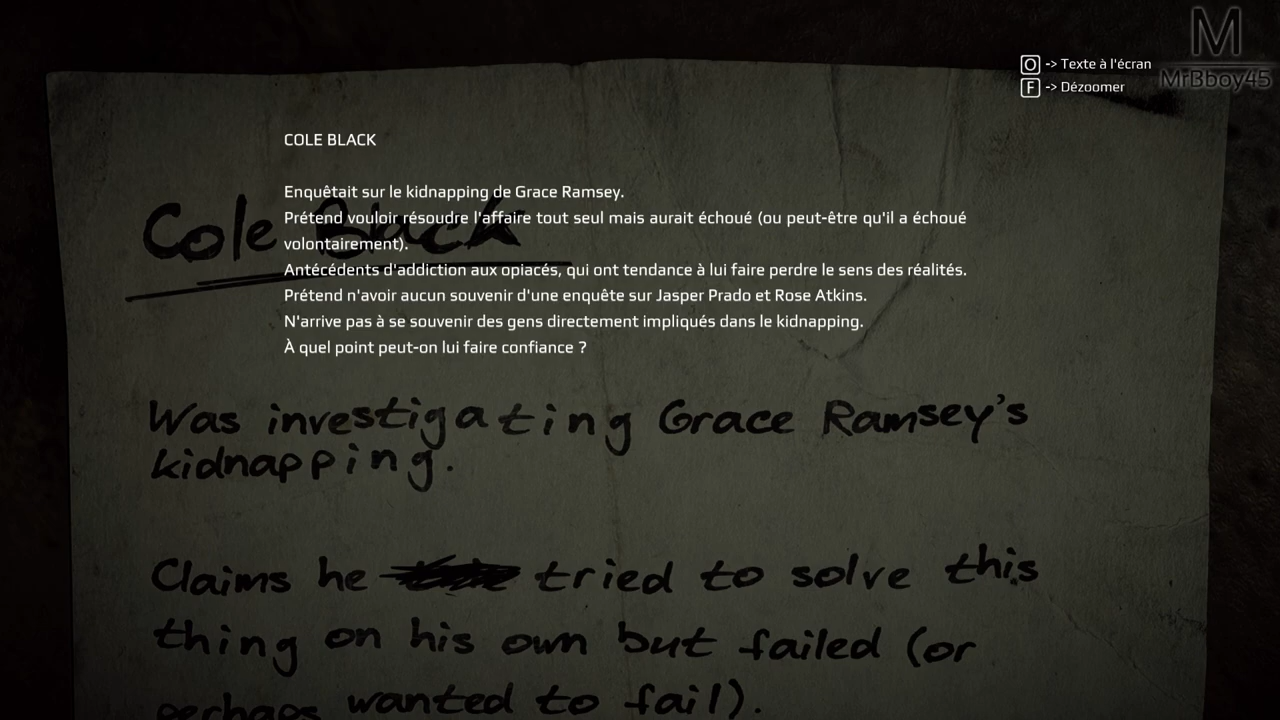 M
MrBboy45
O -> Texte à l'écran
F -> Dézoomer
COLE BLACK
Enquêtait sur le kidnapping de Grace Ramsey.
Prétend vouloir résoudre l'affaire tout seul mais aurait échoué (ou peut-être qu'il a échoué
volontairement).
Antécédents d'addiction aux opiacés, qui ont tendance à lui faire perdre le sens des réalités.
Prétend n'avoir aucun souvenir d'une enquête sur Jasper Prado et Rose Atkins.
N'arrive pas à se souvenir des gens directement impliqués dans le kidnapping.
À quel point peut-on lui faire confiance ?
Cole Black
Was investigating Grace Ramsey's
kidnapping.
Claims he tried to solve this
thing on his own but failed (or
perhaps wanted to fail).